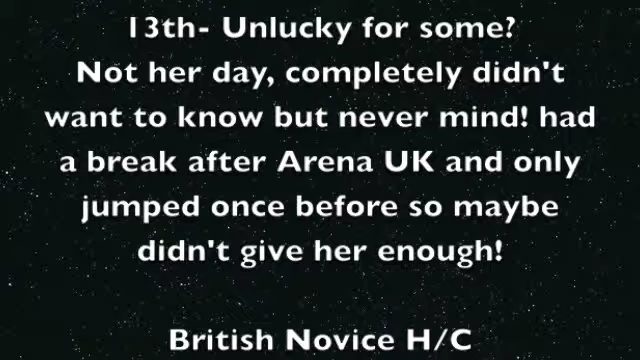 13th- Unlucky for some?
Not her day, completely didn't
want to know but never mind! had
a break after Arena UK and only
jumped once before so maybe
didn't give her enough!
British Novice H/C